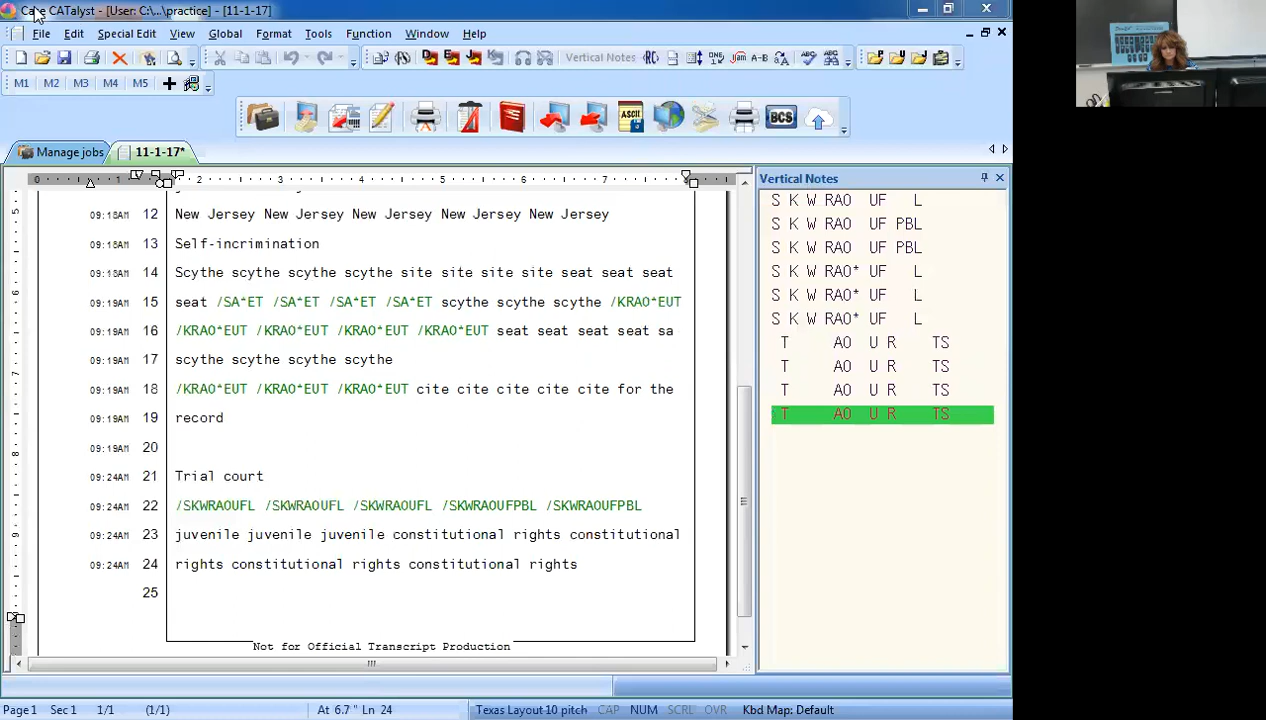 Case CATalyst - [User: C:\...\practice] - [11-1-17]
File Edit Special Edit View Global Format Tools Function Window Help
Vertical Notes
M1 M2 M3 M4 M5
ASCII BCS
Manage jobs 11-1-17*
0 1 2 3 4 5 6 7
Vertical Notes
09:18AM 12 New Jersey New Jersey New Jersey New Jersey New Jersey
09:18AM 13 Self-incrimination
09:18AM 14 Scythe scythe scythe scythe site site site site seat seat seat
09:19AM 15 seat /SA*ET /SA*ET /SA*ET /SA*ET scythe scythe scythe /KRAO*EUT
09:19AM 16 /KRAO*EUT /KRAO*EUT /KRAO*EUT /KRAO*EUT seat seat seat seat sa
09:19AM 17 scythe scythe scythe scythe
09:19AM 18 /KRAO*EUT /KRAO*EUT /KRAO*EUT cite cite cite cite cite for the
09:19AM 19 record
09:19AM 20
09:24AM 21 Trial court
09:24AM 22 /SKWRAOUFL /SKWRAOUFL /SKWRAOUFL /SKWRAOUFPBL /SKWRAOUFPBL
09:24AM 23 juvenile juvenile juvenile constitutional rights constitutional
09:24AM 24 rights constitutional rights constitutional rights
25
Not for Official Transcript Production
S K W RAO UF L
S K W RAO UF PBL
S K W RAO UF PBL
S K W RAO* UF L
S K W RAO* UF L
S K W RAO* UF L
T AO U R TS
T AO U R TS
T AO U R TS
T AO U R TS
Page 1 Sec 1 1/1 (1/1) At 6.7" Ln 24 Texas Layout 10 pitch CAP NUM SCRL OVR Kbd Map: Default